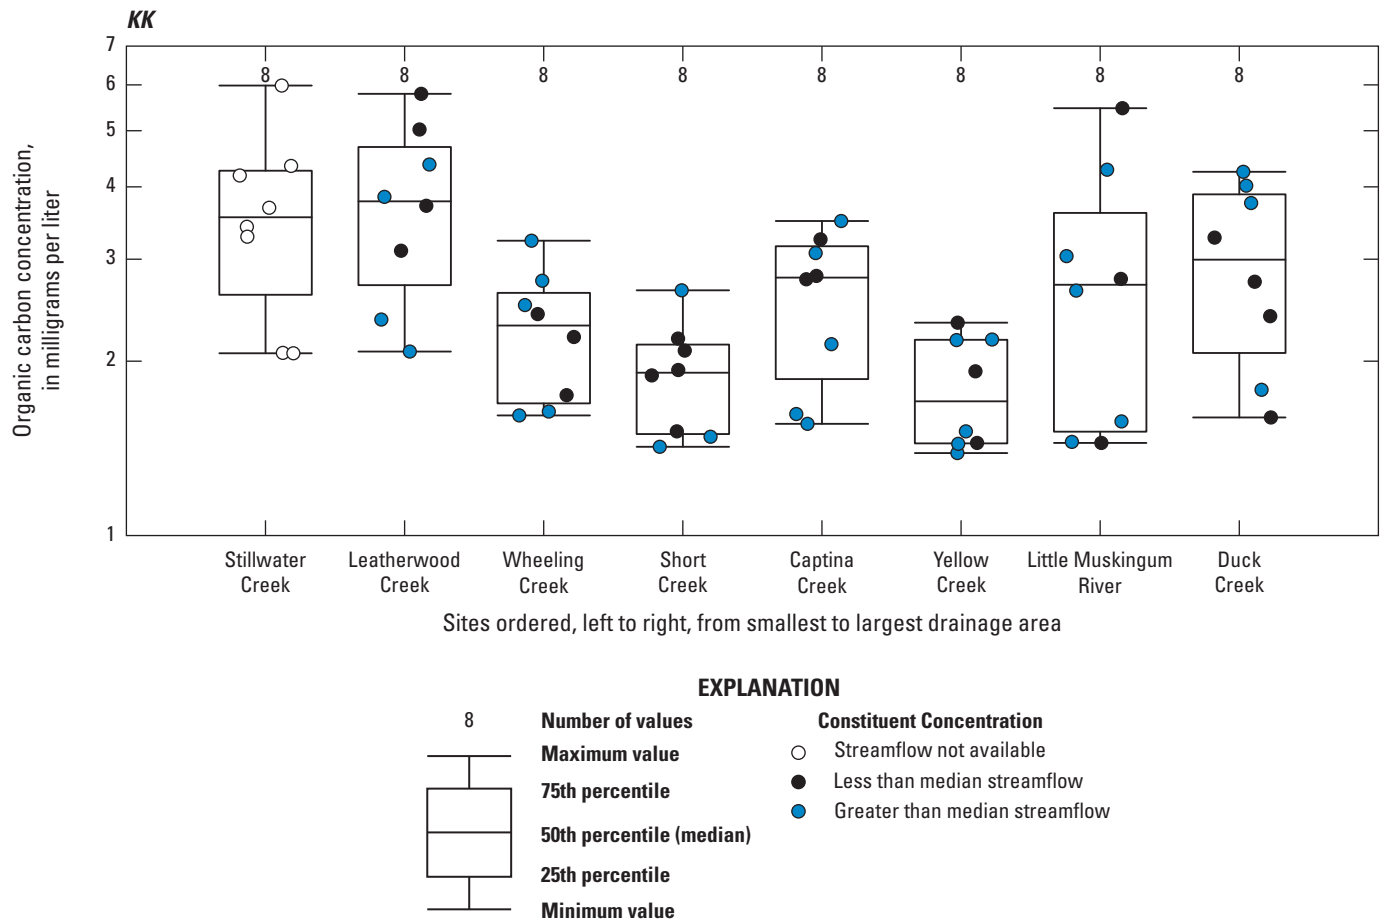 KK
7
6
5
4
3
2
1
Organic carbon concentration,
in milligrams per liter
8 8 8 8 8 8 8 8
Stillwater Creek
Leatherwood Creek
Wheeling Creek
Short Creek
Captina Creek
Yellow Creek
Little Muskingum River
Duck Creek
Sites ordered, left to right, from smallest to largest drainage area
EXPLANATION
8 Number of values
Maximum value
75th percentile
50th percentile (median)
25th percentile
Minimum value
Constituent Concentration
Streamflow not available
Less than median streamflow
Greater than median streamflow